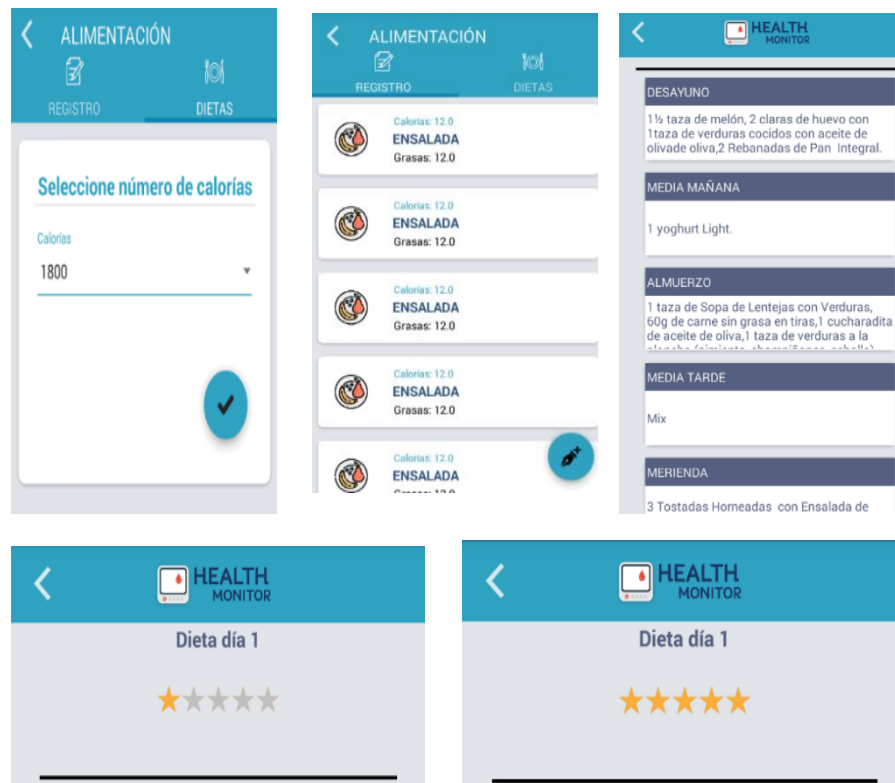 ALIMENTACIÓN
REGISTRO
DIETAS
Seleccione número de calorías
Calorías
1800
ALIMENTACIÓN
REGISTRO
DIETAS
Calorías: 12.0
ENSALADA
Grasas: 12.0
Calorías: 12.0
ENSALADA
Grasas: 12.0
Calorías: 12.0
ENSALADA
Grasas: 12.0
Calorías: 12.0
ENSALADA
Grasas: 12.0
Calorías: 12.0
ENSALADA
Grasas: 12.0
HEALTH
MONITOR
DESAYUNO
1½ taza de melón, 2 claras de huevo con
1taza de verduras cocidos con aceite de
olivade oliva,2 Rebanadas de Pan Integral.
MEDIA MAÑANA
1 yoghurt Light.
ALMUERZO
1 taza de Sopa de Lentejas con Verduras,
60g de carne sin grasa en tiras,1 cucharadita
de aceite de oliva,1 taza de verduras a la
MEDIA TARDE
Mix
MERIENDA
3 Tostadas Horneadas con Ensalada de
HEALTH
MONITOR
Dieta día 1
HEALTH
MONITOR
Dieta día 1